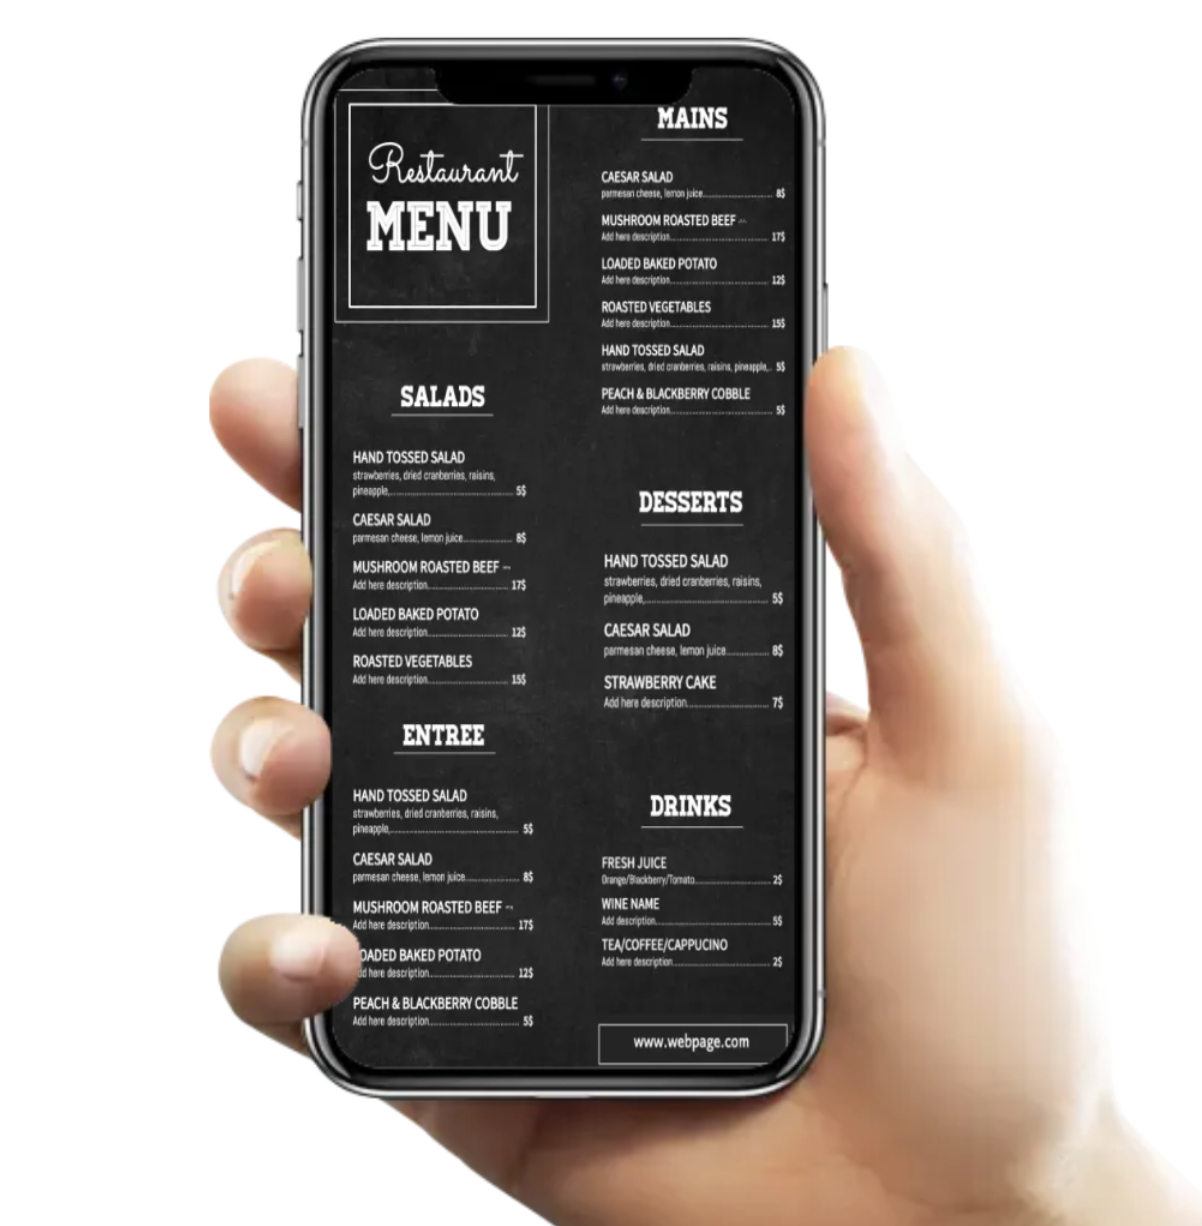 Restaurant
MENU
SALADS
HAND TOSSED SALAD
strawberries, dried cranberries, raisins,
pineapple,........ 5$
CAESAR SALAD
parmesan cheese, lemon juice........ 8$
MUSHROOM ROASTED BEEF --
Add here description........ 17$
LOADED BAKED POTATO
Add here description........ 12$
ROASTED VEGETABLES
Add here description........ 15$
ENTREE
HAND TOSSED SALAD
strawberries, dried cranberries, raisins,
pineapple,........ 5$
CAESAR SALAD
parmesan cheese, lemon juice........ 8$
MUSHROOM ROASTED BEEF --
Add here description........ 17$
OADED BAKED POTATO
dd here description........ 12$
PEACH & BLACKBERRY COBBLE
Add here description........ 5$
MAINS
CAESAR SALAD
parmesan cheese, lemon juice........ 8$
MUSHROOM ROASTED BEEF --
Add here description........ 17$
LOADED BAKED POTATO
Add here description........ 12$
ROASTED VEGETABLES
Add here description........ 15$
HAND TOSSED SALAD
strawberries, dried cranberries, raisins, pineapple,.. 5$
PEACH & BLACKBERRY COBBLE
Add here description........ 5$
DESSERTS
HAND TOSSED SALAD
strawberries, dried cranberries, raisins,
pineapple,........ 5$
CAESAR SALAD
parmesan cheese, lemon juice........ 8$
STRAWBERRY CAKE
Add here description........ 7$
DRINKS
FRESH JUICE
Orange/Blackberry/Tomato........ 2$
WINE NAME
Add description........ 5$
TEA/COFFEE/CAPPUCINO
Add here description........ 2$
www.webpage.com